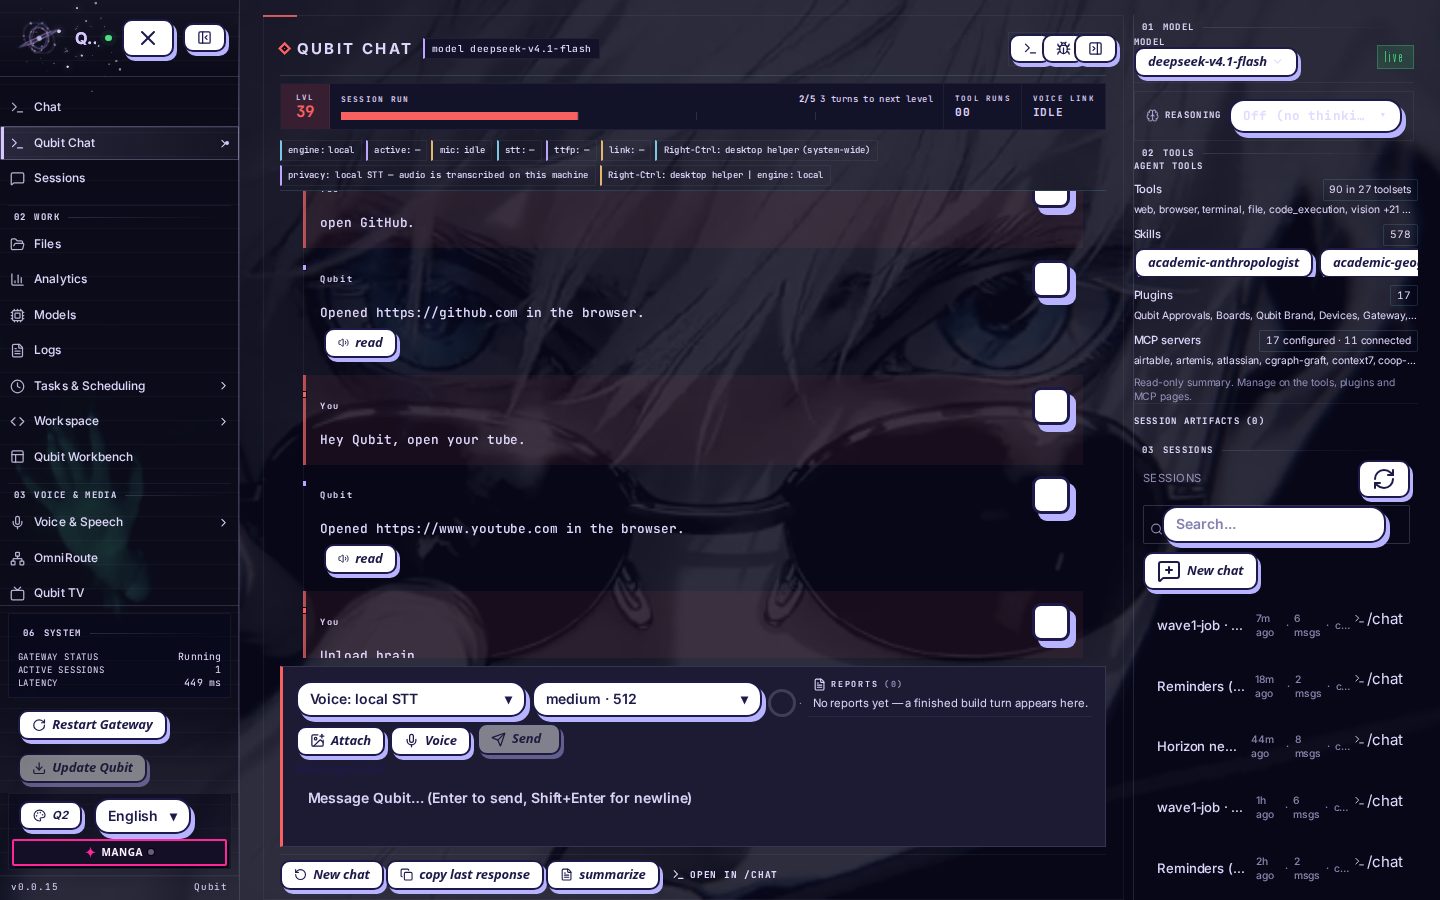 Q..
Chat
Qubit Chat
Sessions
02 WORK
Files
Analytics
Models
Logs
Tasks & Scheduling
Workspace
Qubit Workbench
03 VOICE & MEDIA
Voice & Speech
OmniRoute
Qubit TV
06 SYSTEM
GATEWAY STATUS Running
ACTIVE SESSIONS 1
LATENCY 449 ms
Restart Gateway
Update Qubit
Q2 English
MANGA
v0.0.15 Qubit
QUBIT CHAT model deepseek-v4.1-flash
LVL
39
SESSION RUN 2/5 3 turns to next level
TOOL RUNS
00
VOICE LINK
IDLE
engine: local active: — mic: idle stt: — ttfp: — link: — Right-Ctrl: desktop helper (system-wide)
privacy: local STT — audio is transcribed on this machine Right-Ctrl: desktop helper | engine: local
open GitHub.
Qubit
Opened https://github.com in the browser.
read
You
Hey Qubit, open your tube.
Qubit
Opened https://www.youtube.com in the browser.
read
You
Upload brain
Voice: local STT
medium · 512
REPORTS (0)
No reports yet — a finished build turn appears here.
Attach Voice Send
Message Qubit... (Enter to send, Shift+Enter for newline)
New chat copy last response summarize OPEN IN /CHAT
01 MODEL
MODEL
deepseek-v4.1-flash
live
REASONING Off (no thinki…
02 TOOLS
AGENT TOOLS
Tools 90 in 27 toolsets
web, browser, terminal, file, code_execution, vision +21 …
Skills 578
academic-anthropologist academic-geo
Plugins 17
Qubit Approvals, Boards, Qubit Brand, Devices, Gateway,…
MCP servers 17 configured · 11 connected
airtable, artemis, atlassian, cgraph-graft, context7, coop-…
Read-only summary. Manage on the tools, plugins and
MCP pages.
SESSION ARTIFACTS (0)
03 SESSIONS
SESSIONS
Search...
New chat
wave1-job · … 7m ago · 6 msgs · c… /chat
Reminders (… 18m ago · 2 msgs · c… /chat
Horizon ne… 44m ago · 8 msgs · c… /chat
wave1-job · … 1h ago · 6 msgs · c… /chat
Reminders (… 2h ago · 2 msgs · c… /chat